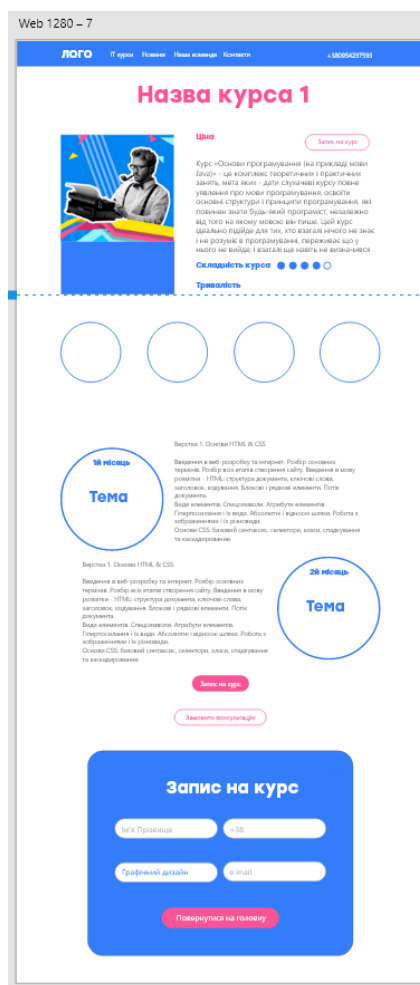 Web 1280 – 7
ЛОГО
IT курси
Новини
Наша команда
Контакти
+380954237593
Назва курса 1
Ціна
Запис на курс
Курс «Основи програмування (на прикладі мови
Java)» - це комплекс теоретичних і практичних
занять, мета яких - дати слухачеві курсу повне
уявлення про мови програмування, освоїти
основні структури і принципи програмування, які
повинен знати будь-який програміст, незалежно
від того на якому мовою він пише. Цей курс
ідеально підійде для тих, хто взагалі нічого не знає
і не розуміє в програмуванні, переживає що у
нього не вийде, і взагалі ще навіть не визначився
Складність курса
Тривалість
Верстка 1. Основи HTML & CSS
1й місяць
Тема
Введення в веб-розробку та інтернет. Розбір основних
термінів. Розбір всіх етапів створення сайту. Введення в мову
розмітки - HTML: структура документа, ключові слова,
заголовок, кодування. Блокові і рядкові елементи. Потік
документа.
Види елементів. Спецсимволи. Атрибути елементів.
Гіперпосилання і їх види. Абсолютні і відносні шляхи. Робота з
зображеннями і їх різновиди.
Основи CSS: базовий синтаксис, селектори, класи, спадкування
та каскадирование.
Верстка 1. Основи HTML & CSS
2й місяць
Тема
Введення в веб-розробку та інтернет. Розбір основних
термінів. Розбір всіх етапів створення сайту. Введення в мову
розмітки - HTML: структура документа, ключові слова,
заголовок, кодування. Блокові і рядкові елементи. Потік
документа.
Види елементів. Спецсимволи. Атрибути елементів.
Гіперпосилання і їх види. Абсолютні і відносні шляхи. Робота з
зображеннями і їх різновиди.
Основи CSS: базовий синтаксис, селектори, класи, спадкування
та каскадирование.
Запис на курс
Замовити консультацію
Запис на курс
Ім'я Прізвище
+38
Графічний дизайн
e-mail
Повернутися на головну